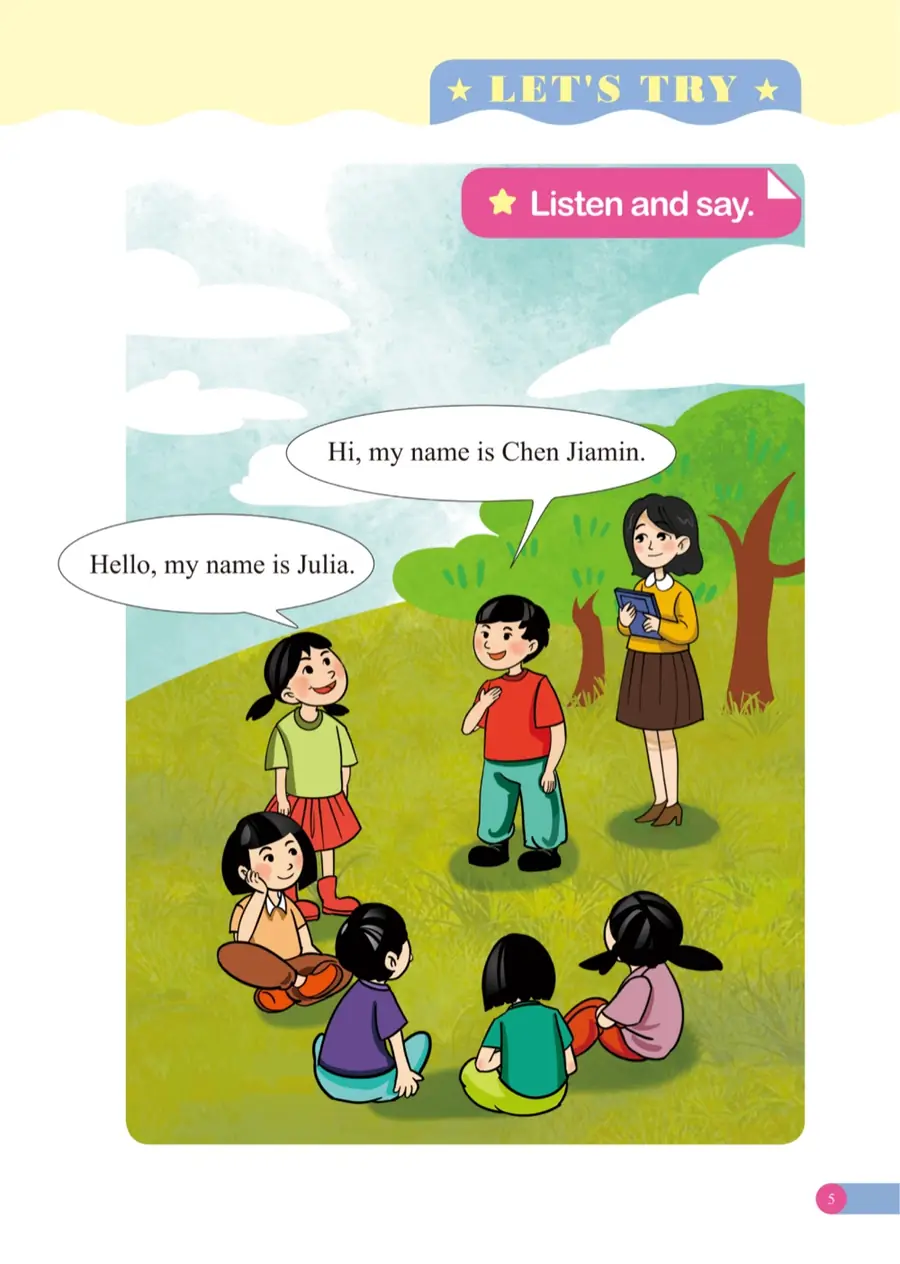 LET'S TRY
Listen and say.
Hi, my name is Chen Jiamin.
Hello, my name is Julia.
5